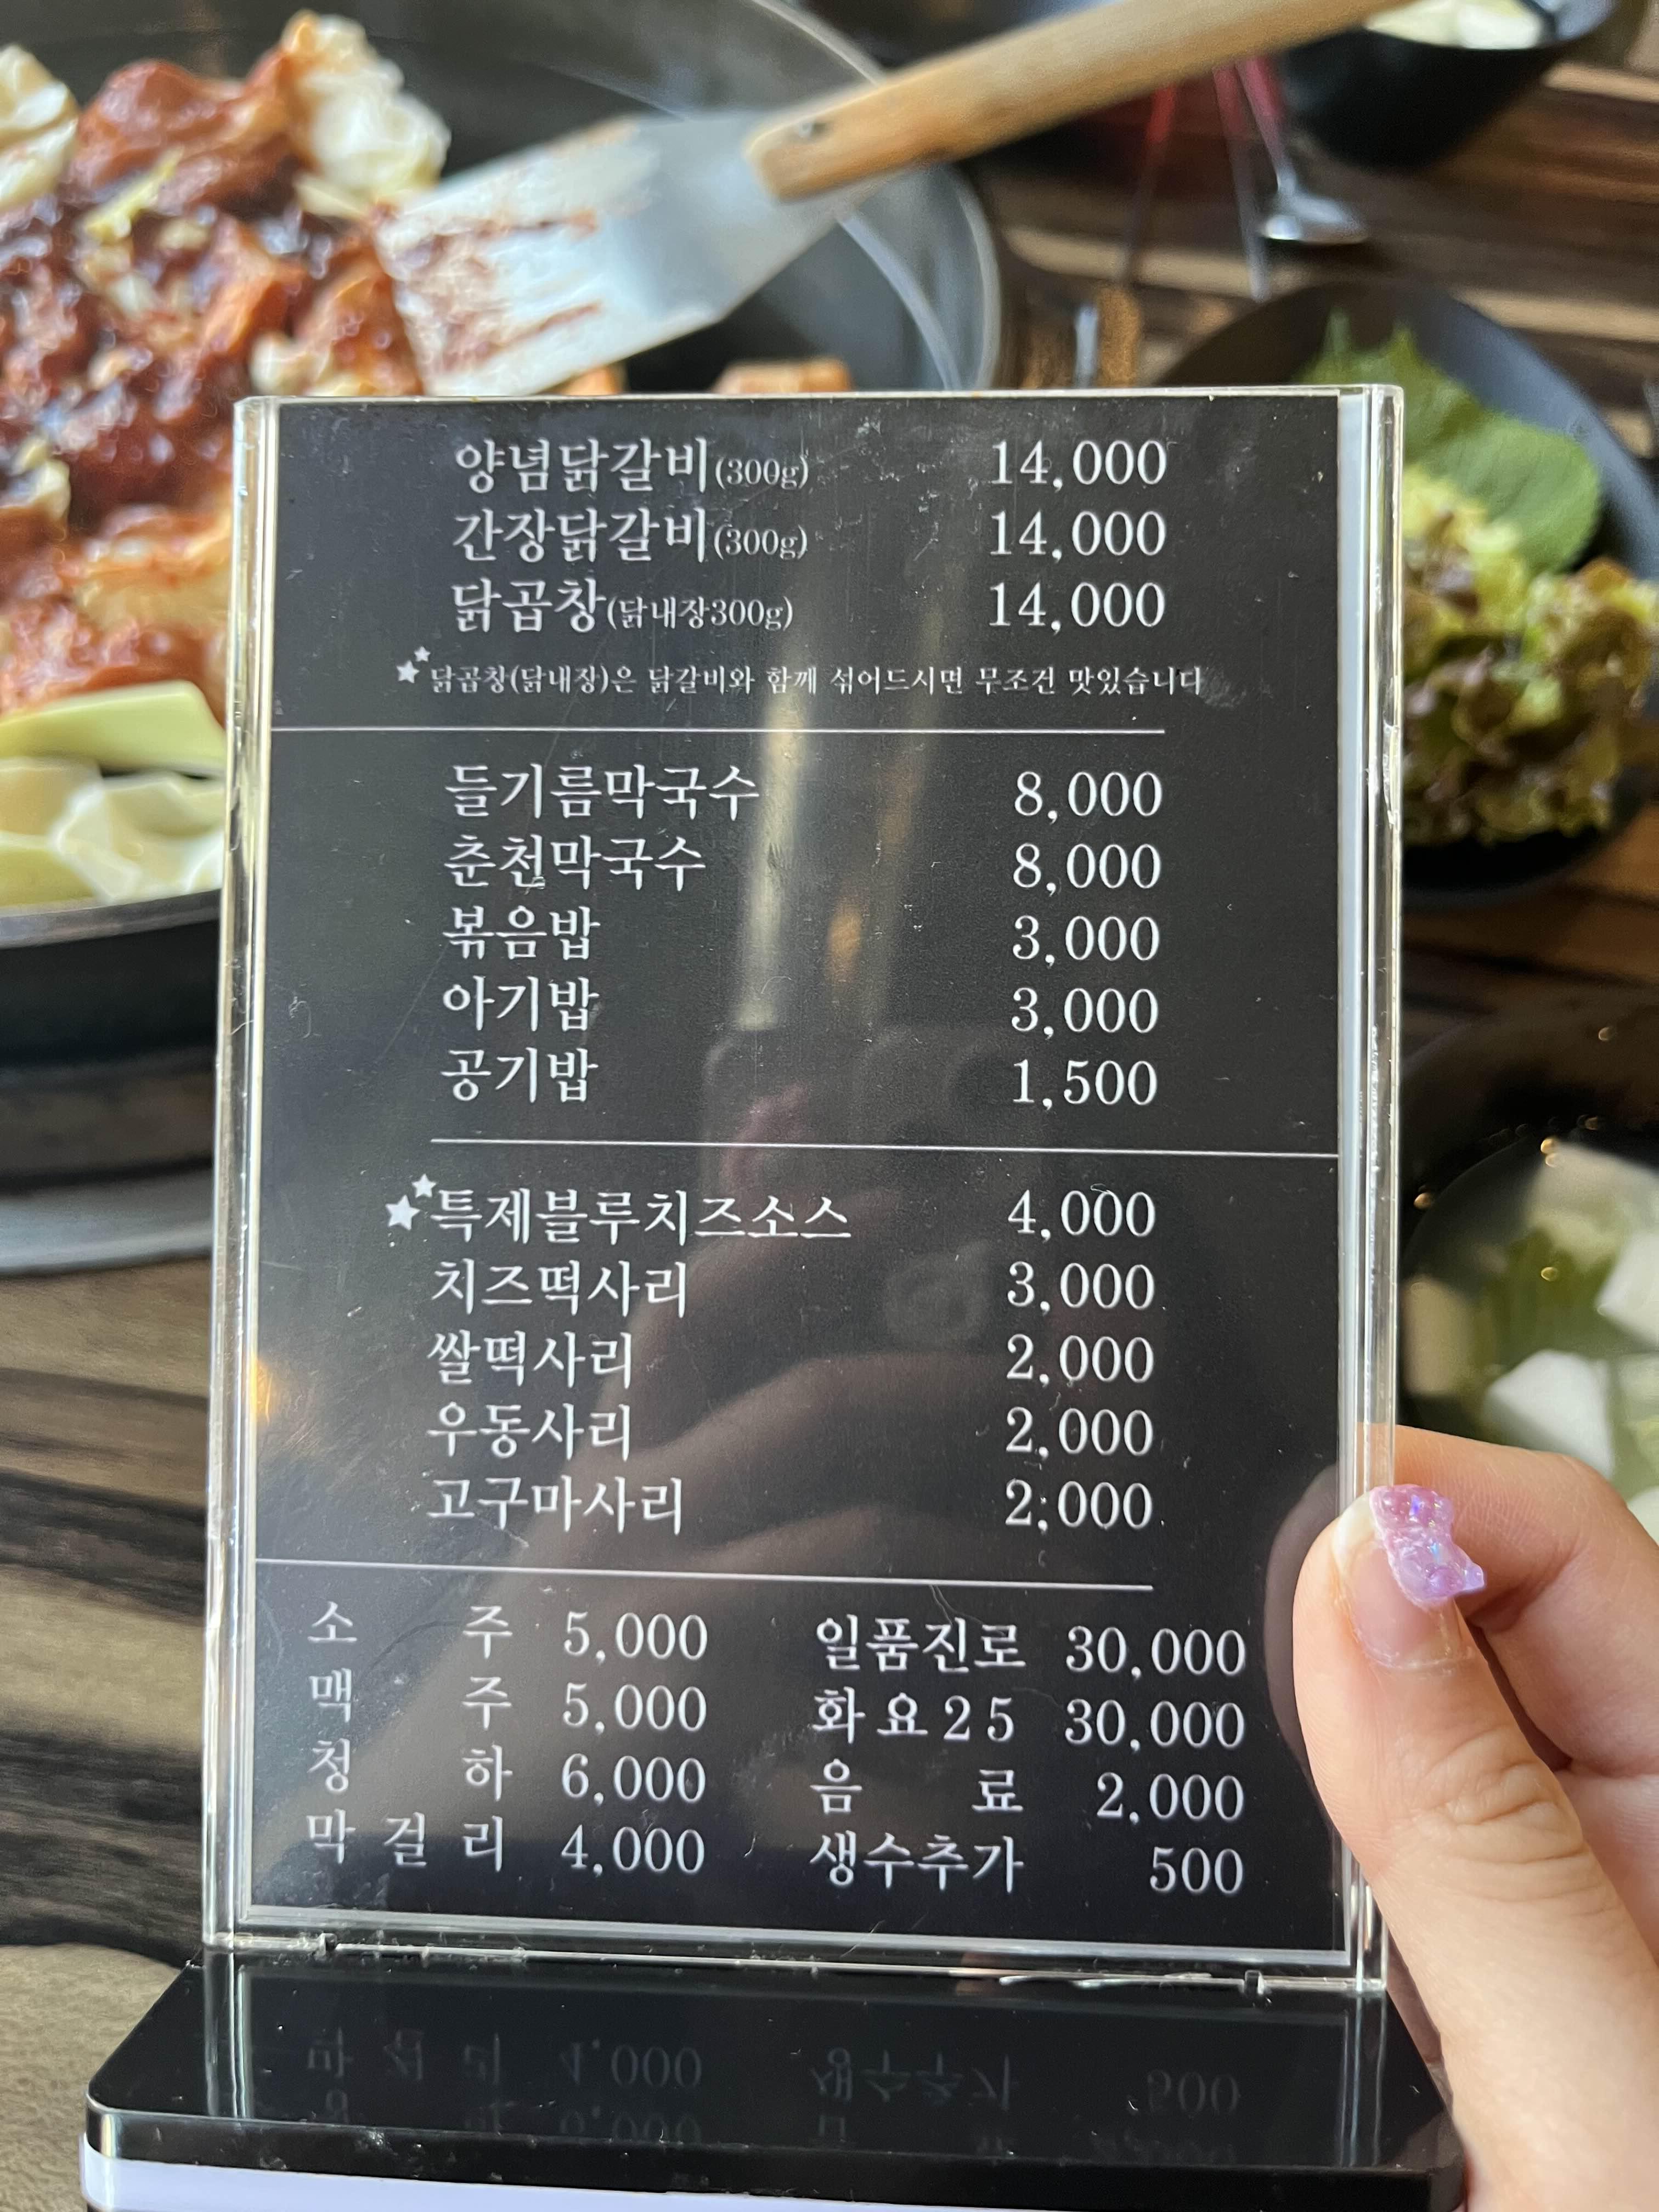 양념닭갈비(300g) 14,000
간장닭갈비(300g) 14,000
닭곱창(닭내장300g) 14,000
닭곱창(닭내장)은 닭갈비와 함께 섞어드시면 무조건 맛있습니다
들기름막국수 8,000
춘천막국수 8,000
볶음밥 3,000
아기밥 3,000
공기밥 1,500
특제블루치즈소스 4,000
치즈떡사리 3,000
쌀떡사리 2,000
우동사리 2,000
고구마사리 2,000
소 주 5,000 일품진로 30,000
맥 주 5,000 화요25 30,000
청 하 6,000 음 료 2,000
막걸리 4,000 생수추가 500